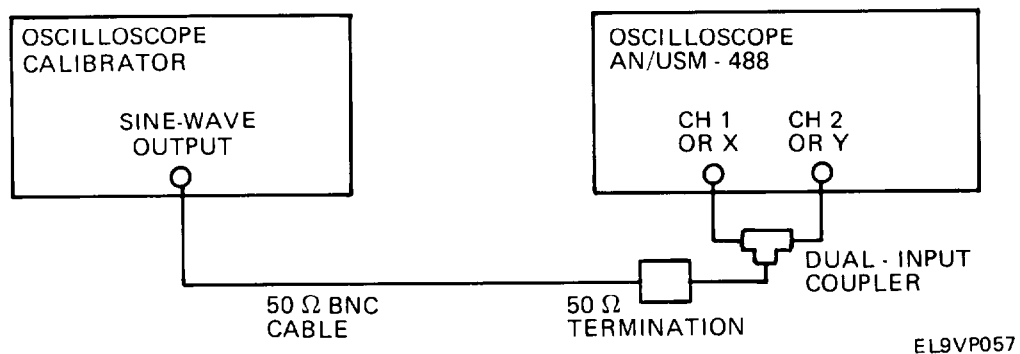 OSCILLOSCOPE
CALIBRATOR
SINE-WAVE
OUTPUT
OSCILLOSCOPE
AN/USM - 488
CH 1
OR X
CH 2
OR Y
DUAL - INPUT
COUPLER
50 Ω BNC
CABLE
50 Ω
TERMINATION
EL9VP057